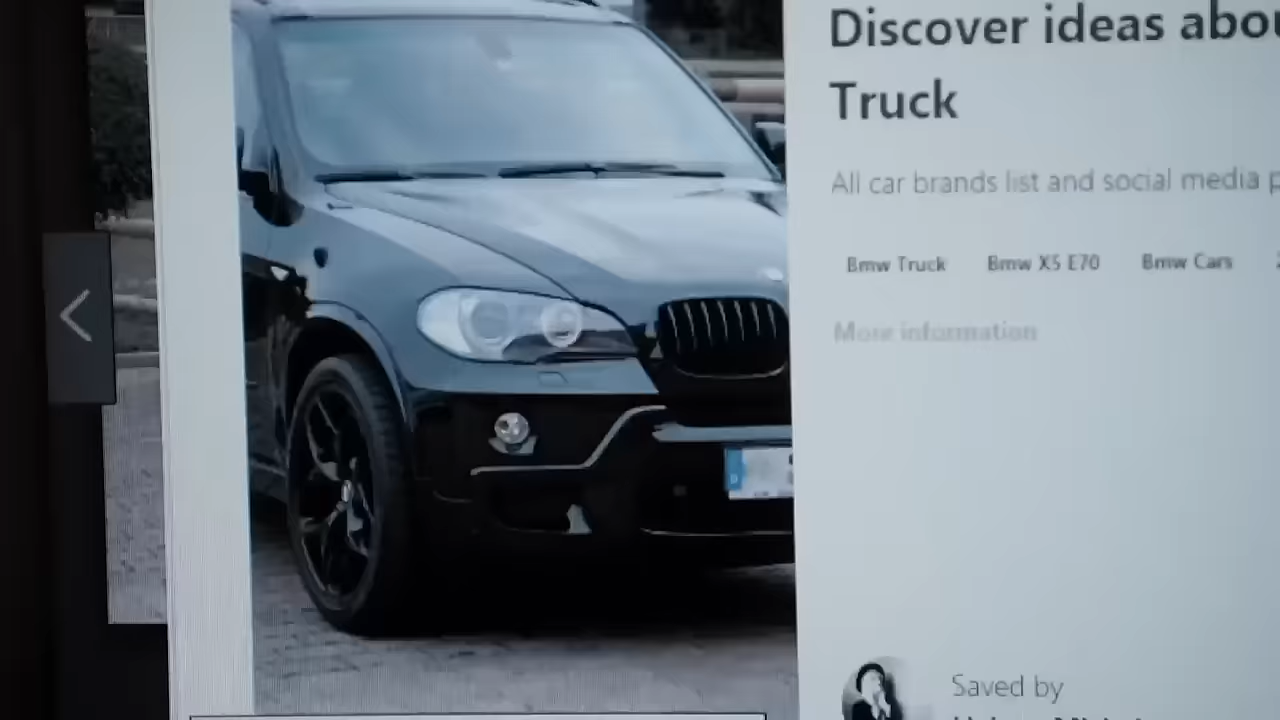 Discover ideas
Truck
All car brands list and social media
Bmw Truck
Bmw X5 E70
Bmw Cars
More information
D
Saved by